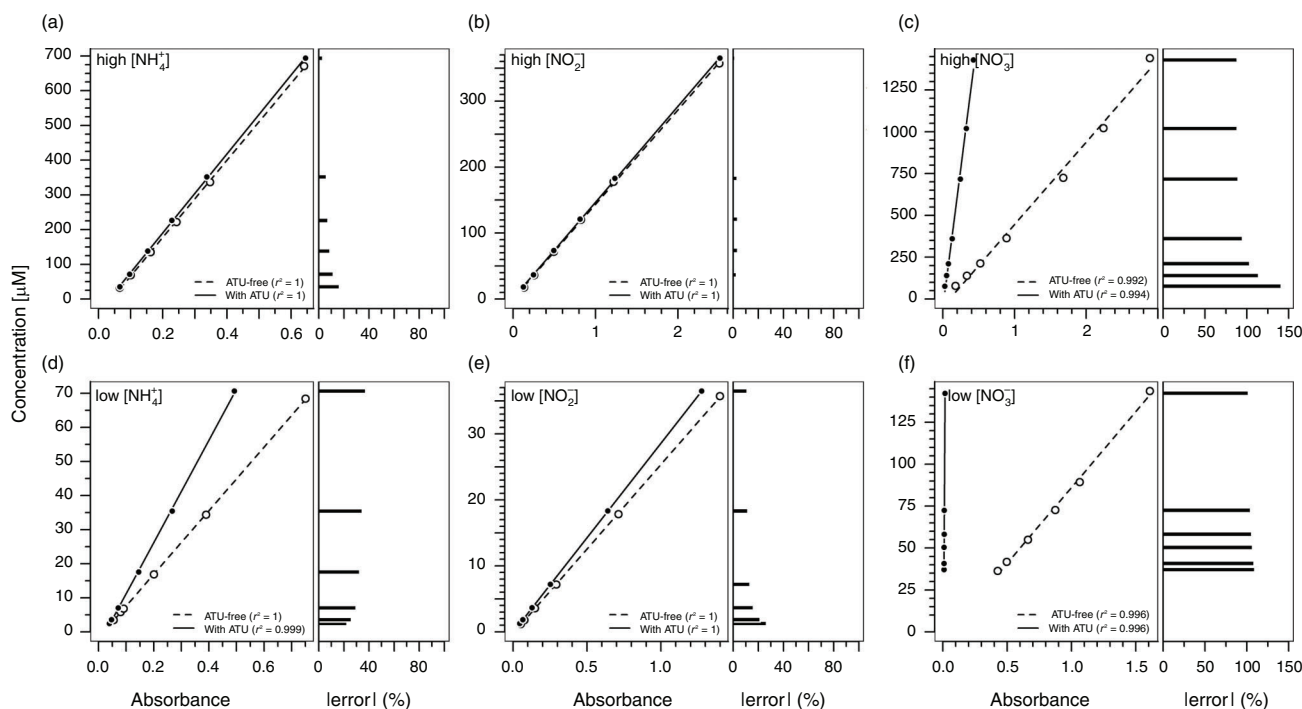 (a)
high [NH₄⁺]
700
600
500
400
300
200
100
0
ATU-free (r² = 1)
With ATU (r² = 1)
0.0 0.2 0.4 0.6 0 40 80
(b)
high [NO₂⁻]
300
200
100
0
ATU-free (r² = 1)
With ATU (r² = 1)
0 1 2 0 40 80
(c)
high [NO₃⁻]
1250
1000
750
500
250
0
ATU-free (r² = 0.992)
With ATU (r² = 0.994)
0 1 2 0 50 100 150
Concentration [µM]
(d)
low [NH₄⁺]
70
60
50
40
30
20
10
0
ATU-free (r² = 1)
With ATU (r² = 0.999)
0.0 0.2 0.4 0.6 0 40 80
Absorbance |error| (%)
(e)
low [NO₂⁻]
30
20
10
0
ATU-free (r² = 1)
With ATU (r² = 1)
0.0 0.5 1.0 0 40 80
Absorbance |error| (%)
(f)
low [NO₃⁻]
125
100
75
50
25
0
ATU-free (r² = 0.996)
With ATU (r² = 0.996)
0.0 0.5 1.0 1.5 0 50 100 150
Absorbance |error| (%)